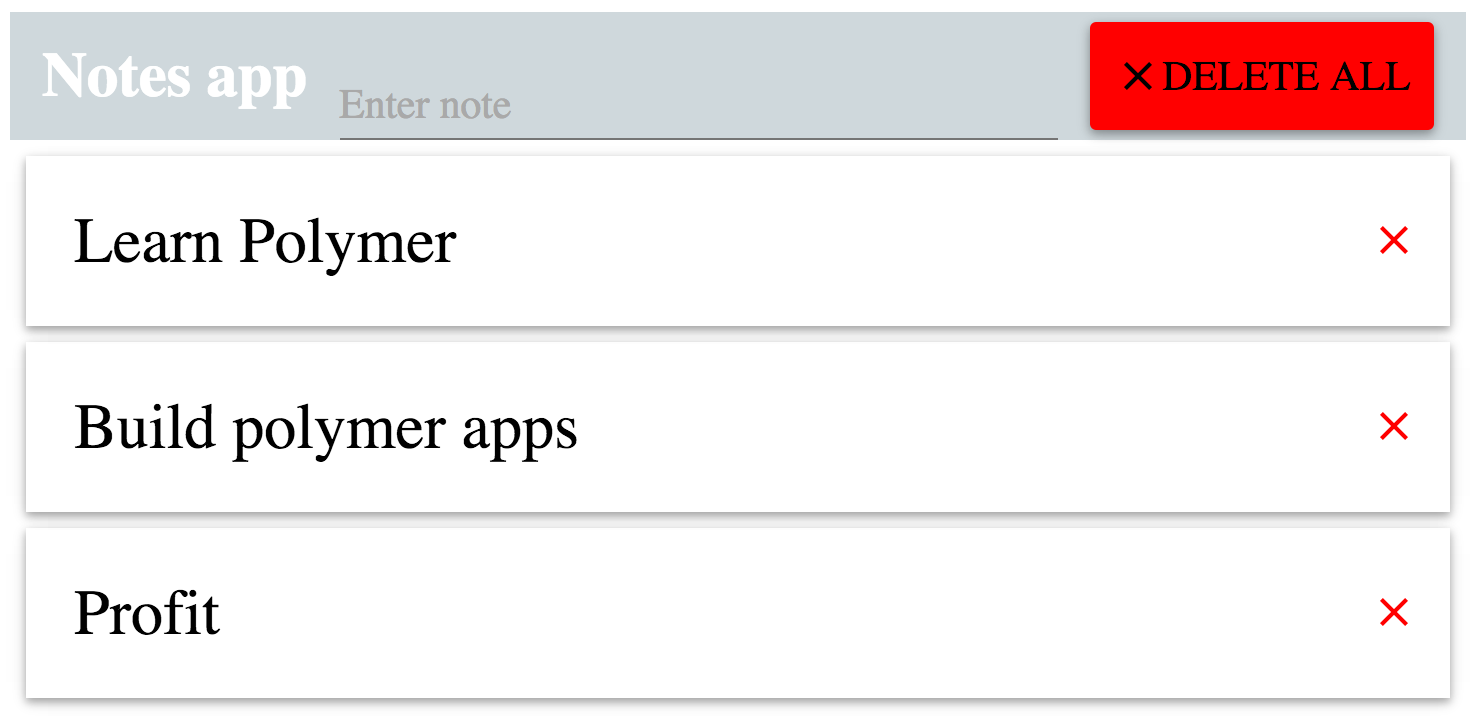 Notes app
Enter note
DELETE ALL
Learn Polymer
Build polymer apps
Profit